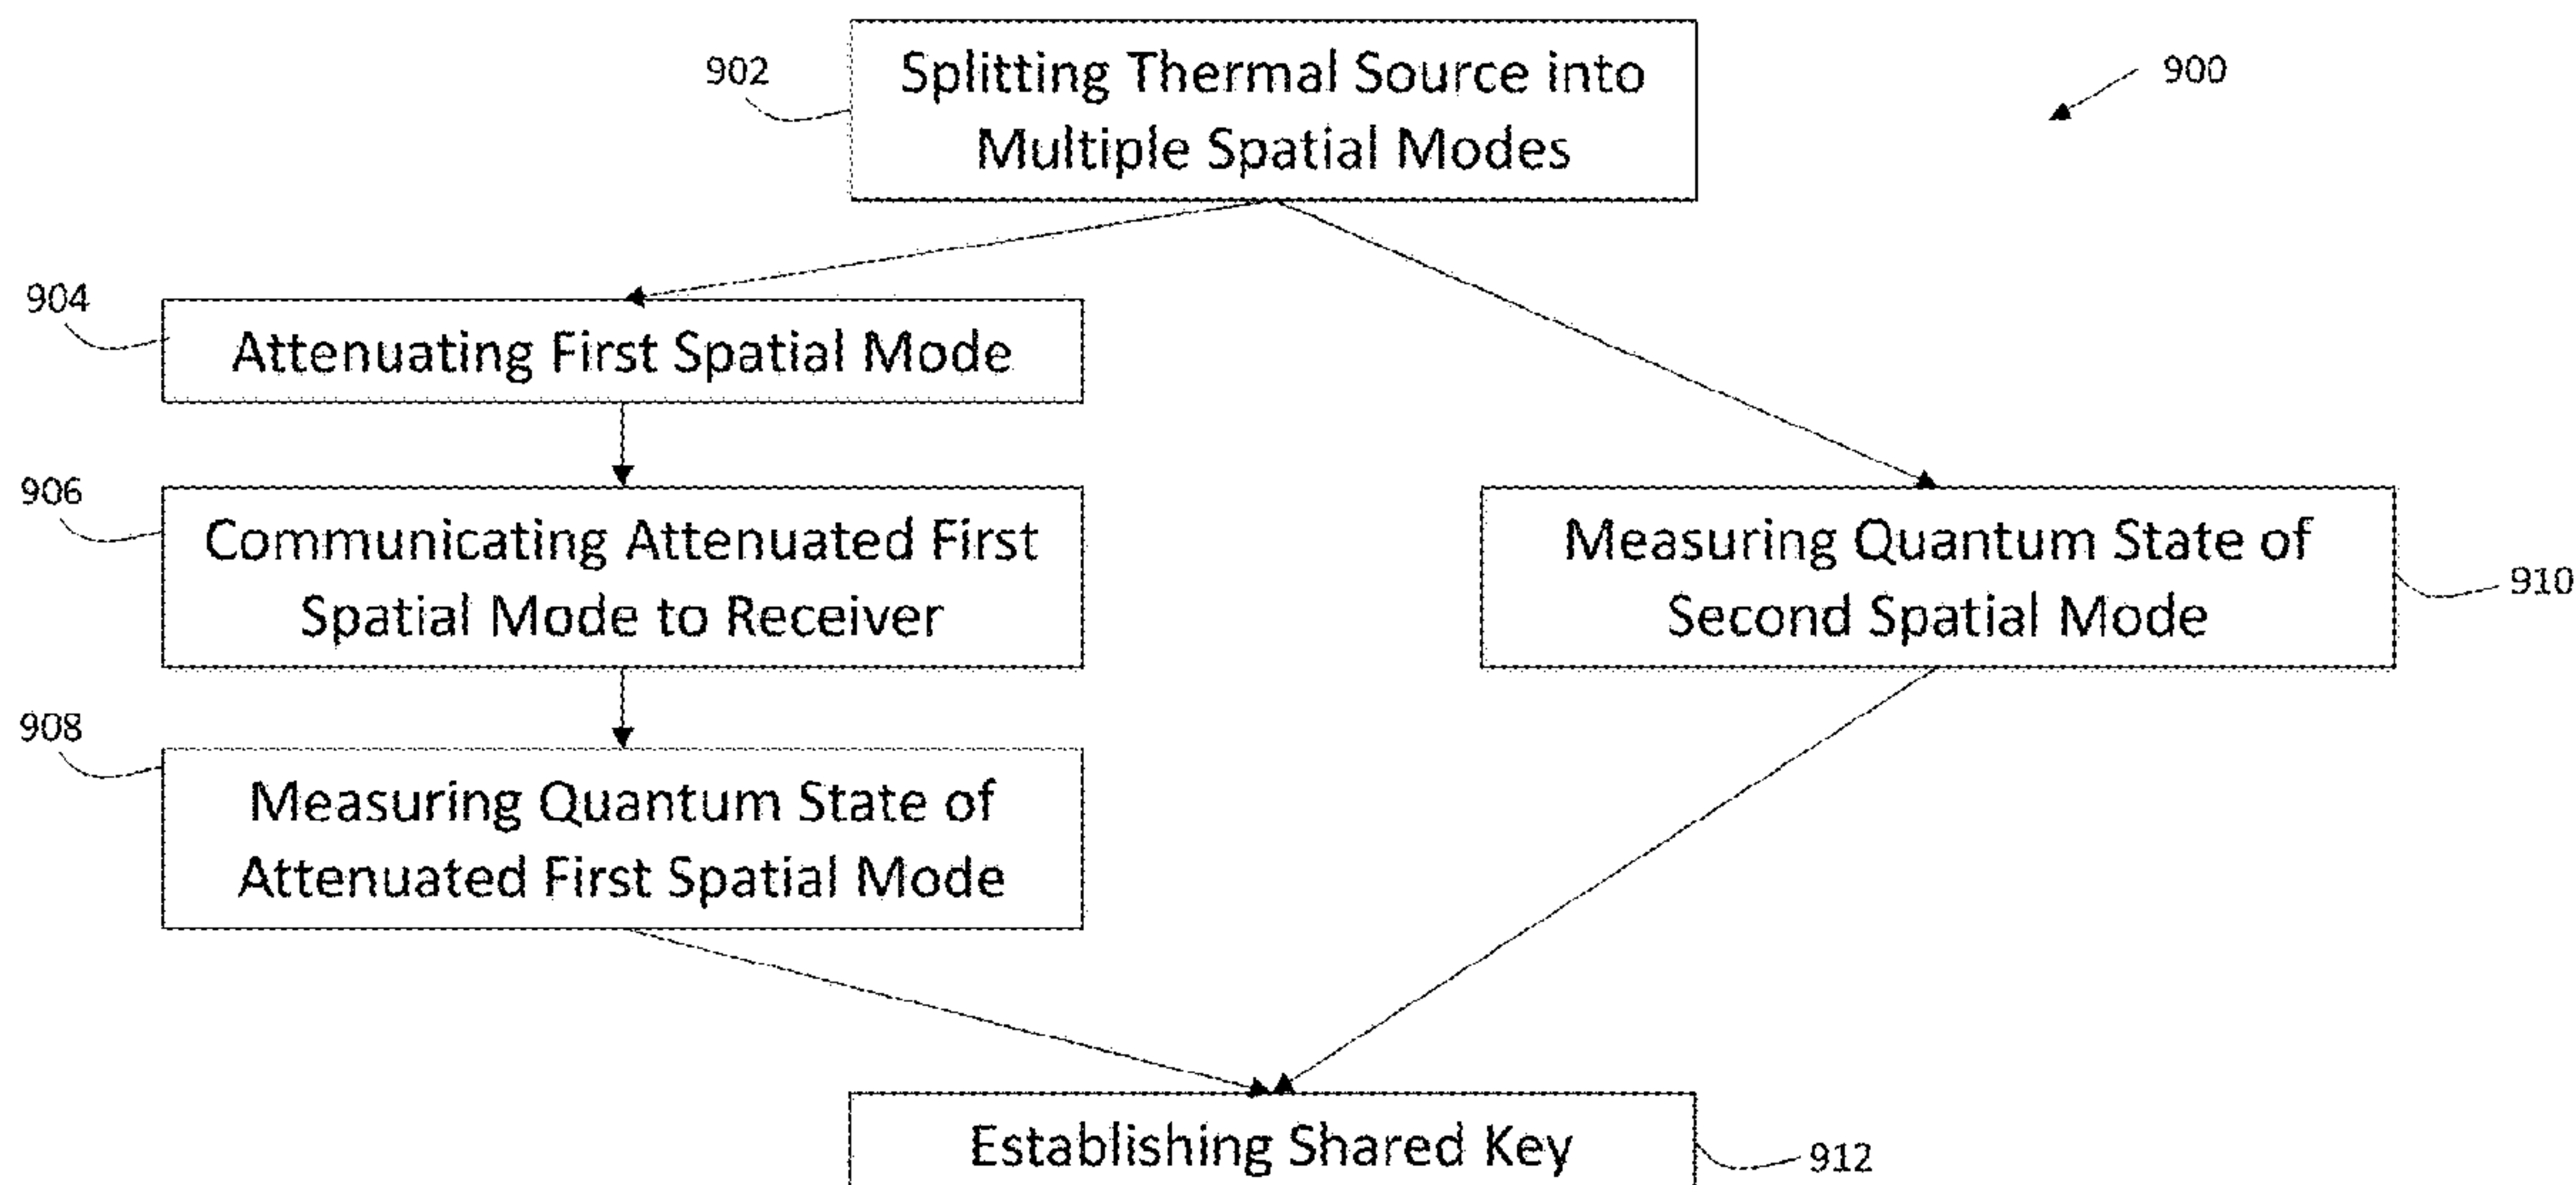 902
Splitting Thermal Source into
Multiple Spatial Modes
900
904
Attenuating First Spatial Mode
906
Communicating Attenuated First
Spatial Mode to Receiver
Measuring Quantum State of
Second Spatial Mode
910
908
Measuring Quantum State of
Attenuated First Spatial Mode
Establishing Shared Key
912